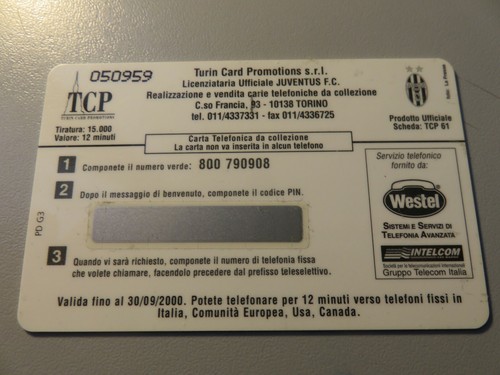 050959
TCP
TURIN CARD PROMOTIONS
Tiratura: 15.000
Valore: 12 minuti
Turin Card Promotions s.r.l.
Licenziataria Ufficiale JUVENTUS F.C.
Realizzazione e vendita carte telefoniche da collezione
C.so Francia, 93 - 10138 TORINO
tel. 011/4337331 - fax 011/4336725
Prodotto Ufficiale
Scheda: TCP 61
Carta Telefonica da collezione
La carta non va inserita in alcun telefono
1 Componete il numero verde: 800 790908
2 Dopo il messaggio di benvenuto, componete il codice PIN.
PD G3
3 Quando vi sarà richiesto, componete il numero di telefonia fissa
che volete chiamare, facendolo precedere dal prefisso teleselettivo.
Servizio telefonico
fornito da:
Westel
SISTEMI E SERVIZI DI
TELEFONIA AVANZATA
INTELCOM
Società per le telecomunicazioni internazionali
Gruppo Telecom Italia
Valida fino al 30/09/2000. Potete telefonare per 12 minuti verso telefoni fissi in
Italia, Comunità Europea, Usa, Canada.